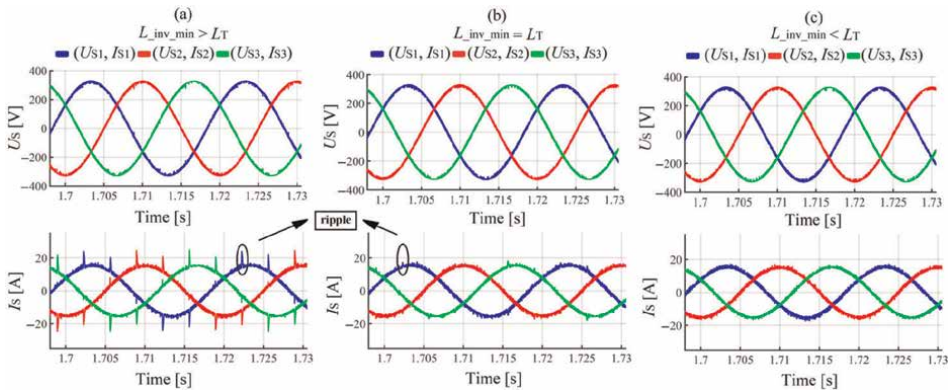 (a)
L_inv_min > LT
(US1, IS1) (US2, IS2) (US3, IS3)
US [V]
400
200
0
−200
−400
1.7 1.705 1.71 1.715 1.72 1.725 1.73
Time [s]
IS [A]
20
0
−20
1.7 1.705 1.71 1.715 1.72 1.725 1.73
Time [s]
ripple
(b)
L_inv_min = LT
(US1, IS1) (US2, IS2) (US3, IS3)
US [V]
400
200
0
−200
−400
1.7 1.705 1.71 1.715 1.72 1.725 1.73
Time [s]
IS [A]
20
0
−20
1.7 1.705 1.71 1.715 1.72 1.725 1.73
Time [s]
(c)
L_inv_min < LT
(US1, IS1) (US2, IS2) (US3, IS3)
US [V]
400
200
0
−200
−400
1.7 1.705 1.71 1.715 1.72 1.725 1.73
Time [s]
IS [A]
20
0
−20
1.7 1.705 1.71 1.715 1.72 1.725 1.73
Time [s]